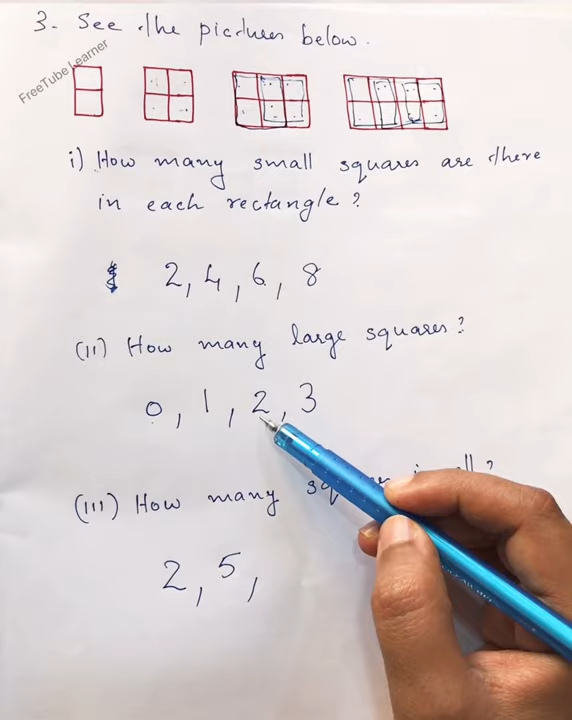 3. See the pictures below.
FreeTube Learner
i) How many small squares are there
in each rectangle?
2, 4, 6, 8
(ii) How many large squares?
0, 1, 2, 3
(iii) How many
2, 5,